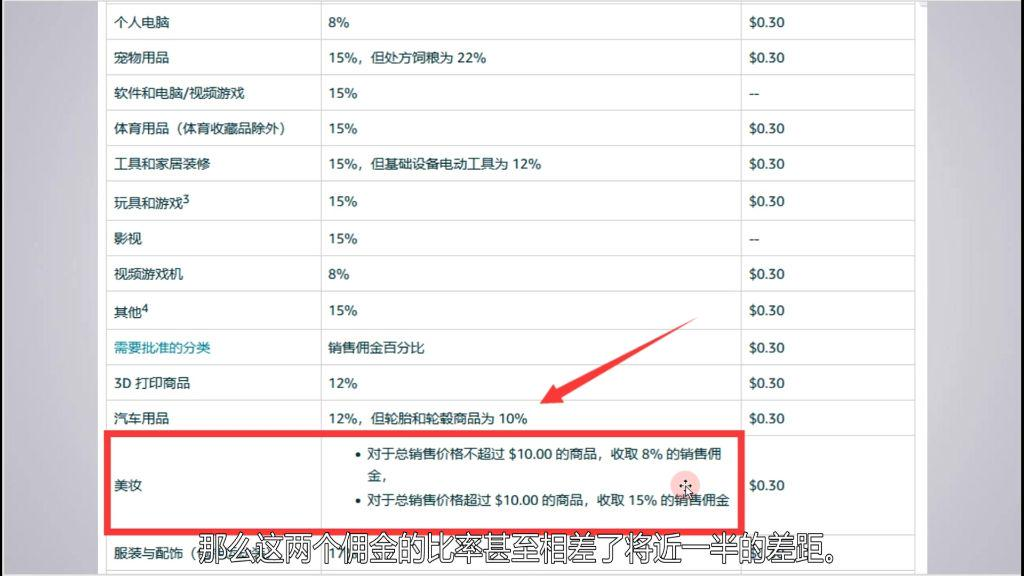 个人电脑 8% $0.30
宠物用品 15%，但处方饲粮为 22% $0.30
软件和电脑/视频游戏 15% --
体育用品（体育收藏品除外） 15% $0.30
工具和家居装修 15%，但基础设备电动工具为 12% $0.30
玩具和游戏3 15% $0.30
影视 15% --
视频游戏机 8% $0.30
其他4 15% $0.30
需要批准的分类 销售佣金百分比 $0.30
3D 打印商品 12% $0.30
汽车用品 12%，但轮胎和轮毂商品为 10% $0.30
• 对于总销售价格不超过 $10.00 的商品，收取 8% 的销售佣
金，
美妆 $0.30
• 对于总销售价格超过 $10.00 的商品，收取 15% 的销售佣金
服装与配饰
那么这两个佣金的比率甚至相差了将近一半的差距。